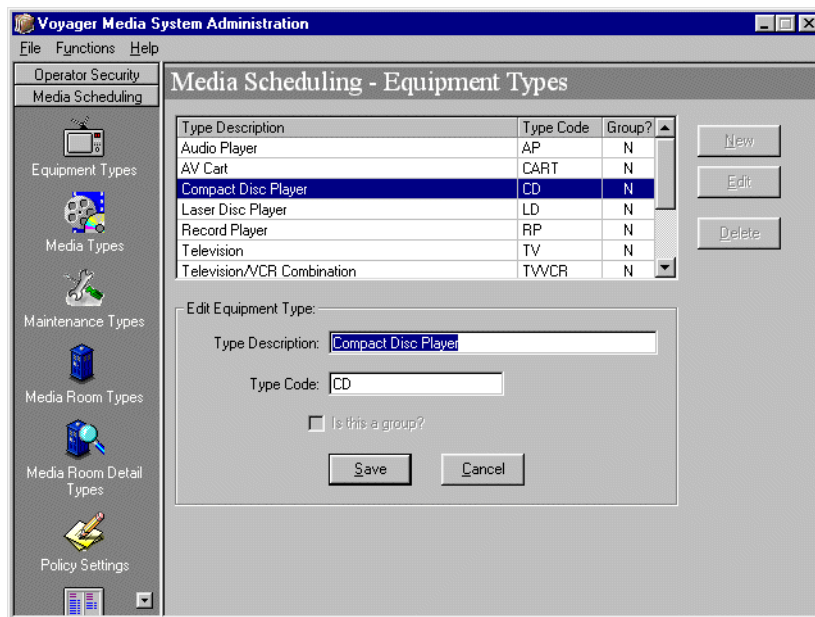 Voyager Media System Administration
File Functions Help
Operator Security
Media Scheduling
Equipment Types
Media Types
Maintenance Types
Media Room Types
Media Room Detail
Types
Policy Settings
Media Scheduling - Equipment Types
Type Description Type Code Group?
Audio Player AP N
AV Cart CART N
Compact Disc Player CD N
Laser Disc Player LD N
Record Player RP N
Television TV N
Television/VCR Combination TVVCR N
New
Edit
Delete
Edit Equipment Type:
Type Description: Compact Disc Player
Type Code: CD
Is this a group?
Save Cancel